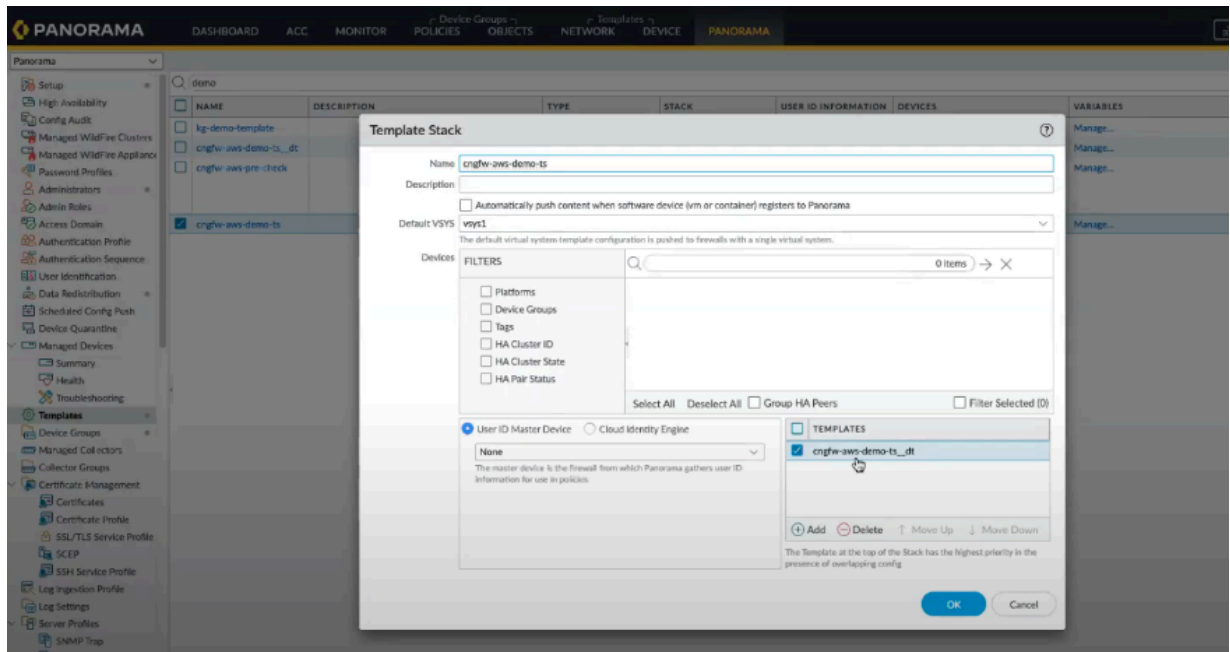 PANORAMA
DASHBOARD
ACC
MONITOR
Device Groups
POLICIES
OBJECTS
Templates
NETWORK
DEVICE
PANORAMA
Panorama
Setup
High Availability
Config Audit
Managed WildFire Clusters
Managed WildFire Appliance
Password Profiles
Administrators
Admin Roles
Access Domain
Authentication Profile
Authentication Sequence
User Identification
Data Redistribution
Scheduled Config Push
Device Quarantine
Managed Devices
Summary
Health
Troubleshooting
Templates
Device Groups
Managed Collectors
Collector Groups
Certificate Management
Certificates
Certificate Profile
SSL/TLS Service Profile
SCEP
SSH Service Profile
Log Ingestion Profile
Log Settings
Server Profiles
SNMP Trap
demo
NAME DESCRIPTION TYPE STACK USER ID INFORMATION DEVICES VARIABLES
kg-demo-template Manage...
cngfw-aws-demo-ts__dt Manage...
cngfw-aws-pre-check Manage...
cngfw-aws-demo-ts Manage...
Template Stack
Name cngfw-aws-demo-ts
Description
Automatically push content when software device (vm or container) registers to Panorama
Default VSYS vsys1
The default virtual system template configuration is pushed to firewalls with a single virtual system.
Devices
FILTERS
Platforms
Device Groups
Tags
HA Cluster ID
HA Cluster State
HA Pair Status
0 items
Select All Deselect All Group HA Peers Filter Selected (0)
User ID Master Device Cloud Identity Engine
None
The master device is the firewall from which Panorama gathers user ID
information for use in policies
TEMPLATES
cngfw-aws-demo-ts__dt
Add Delete Move Up Move Down
The Template at the top of the Stack has the highest priority in the
presence of overlapping config
OK Cancel